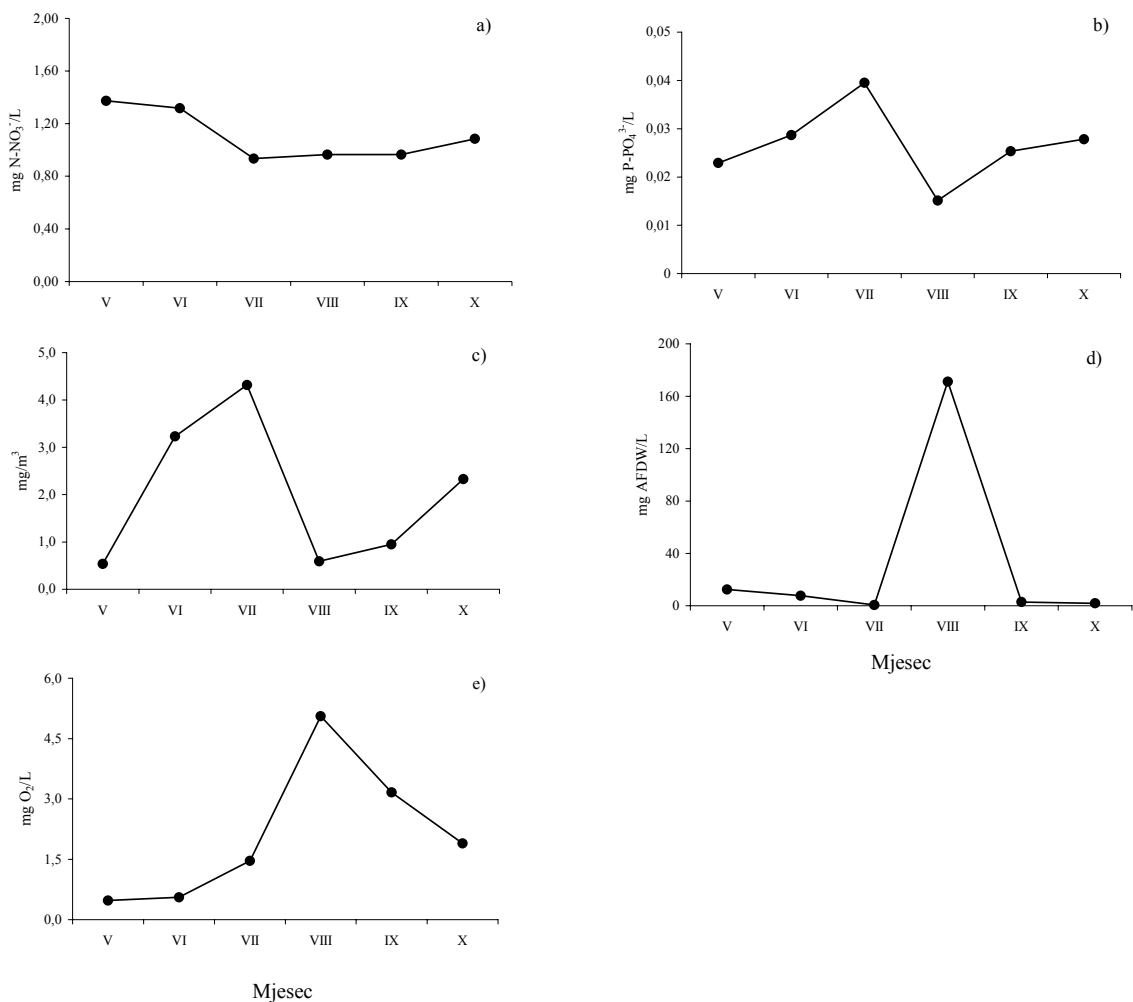 a)
mg N-NO₃⁻/L
2,00
1,60
1,20
0,80
0,40
0,00
V VI VII VIII IX X
b)
mg P-PO₄³⁻/L
0,05
0,04
0,03
0,02
0,01
0
V VI VII VIII IX X
c)
mg/m³
5,0
4,0
3,0
2,0
1,0
0,0
V VI VII VIII IX X
d)
mg AFDW/L
200
160
120
80
40
0
V VI VII VIII IX X
Mjesec
e)
mg O₂/L
6,0
4,5
3,0
1,5
0,0
V VI VII VIII IX X
Mjesec